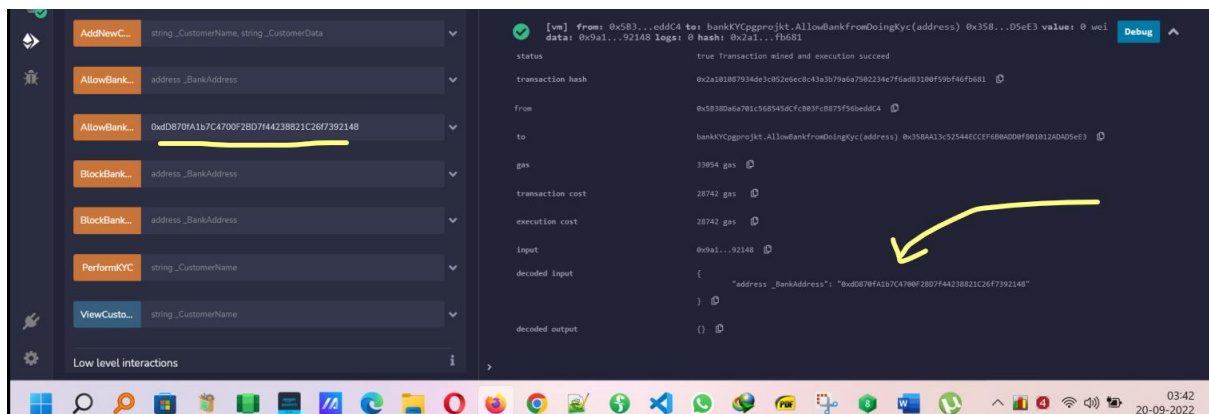 AddNewC... string _CustomerName, string _CustomerData
AllowBank... address _BankAddress
AllowBank... 0xdD870fA1b7C4700F2BD7f44238821C26f7392148
BlockBank... address _BankAddress
BlockBank... address _BankAddress
PerformKYC string _CustomerName
ViewCusto... string _CustomerName
Low level interactions
i
[vm] from: 0x5B3...eddC4 to: bankKYCpgprojkt.AllowBankfromDoingKyc(address) 0x358...D5eE3 value: 0 wei
data: 0x9a1...92148 logs: 0 hash: 0x2a1...fb681
Debug
status true Transaction mined and execution succeed
transaction hash 0x2a101087934de3c052e6ec8c43a3b79a6a7502234e7f6ad83100f59bf46fb681
from 0x5B38Da6a701c568545dCfcB03FcB875f56beddC4
to bankKYCpgprojkt.AllowBankfromDoingKyc(address) 0x358AA13c52544ECCEF6B0ADD0f801012ADAD5eE3
gas 33054 gas
transaction cost 28742 gas
execution cost 28742 gas
input 0x9a1...92148
decoded input {
"address _BankAddress": "0xdD870fA1b7C4700F2BD7f44238821C26f7392148"
}
decoded output {}
>
03:42
20-09-2022